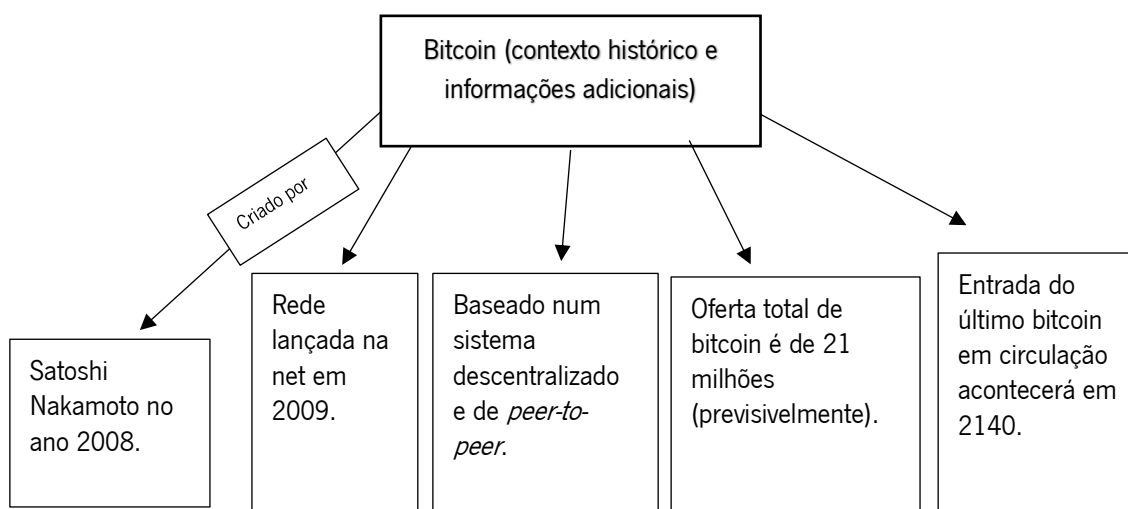 Bitcoin (contexto histórico e
informações adicionais)
Criado por
Satoshi
Nakamoto no
ano 2008.
Rede
lançada na
net em
2009.
Baseado num
sistema
descentralizado
e de peer-to-
peer.
Oferta total de
bitcoin é de 21
milhões
(previsivelmente).
Entrada do
último bitcoin
em circulação
acontecerá em
2140.